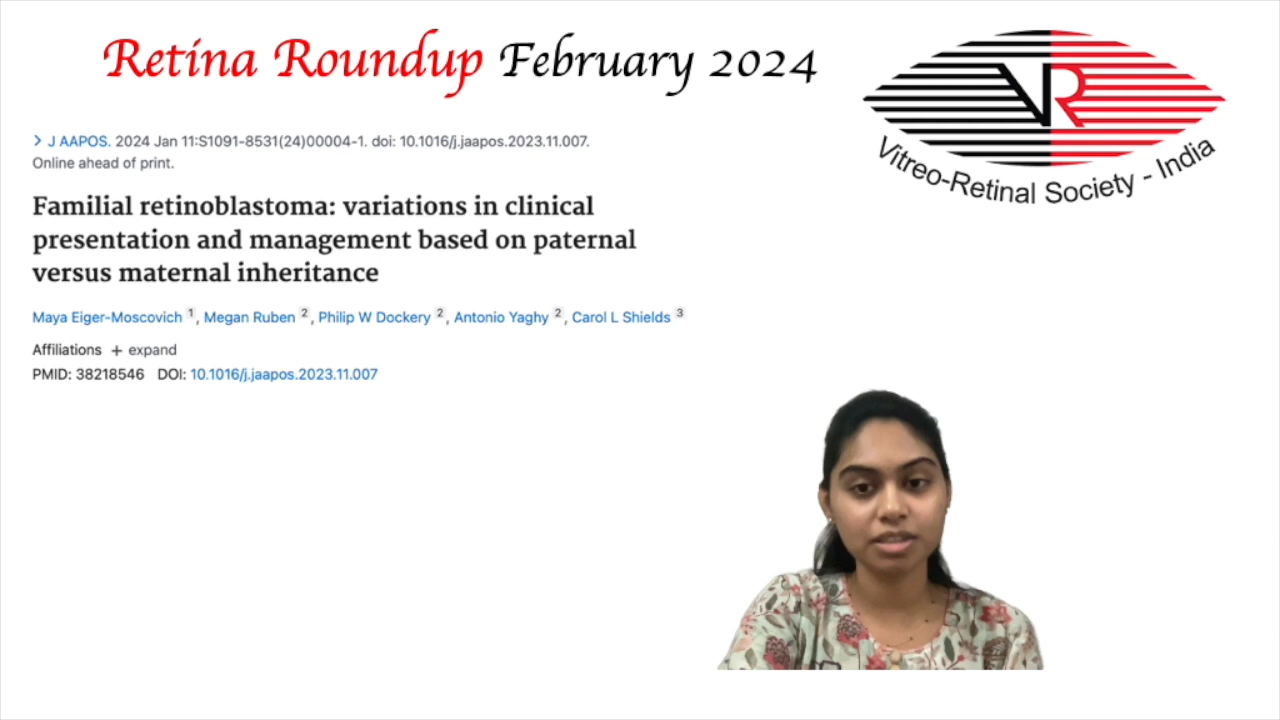 Retina Roundup February 2024
VR
Vitreo-Retinal Society - India
> J AAPOS. 2024 Jan 11:S1091-8531(24)00004-1. doi: 10.1016/j.jaapos.2023.11.007.
Online ahead of print.
Familial retinoblastoma: variations in clinical
presentation and management based on paternal
versus maternal inheritance
Maya Eiger-Moscovich 1, Megan Ruben 2, Philip W Dockery 2, Antonio Yaghy 2, Carol L Shields 3
Affiliations + expand
PMID: 38218546 DOI: 10.1016/j.jaapos.2023.11.007